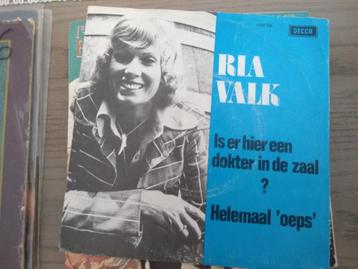 DECCA
RIA
VALK
Is er hier een
dokter in de zaal
?
Helemaal 'oeps'